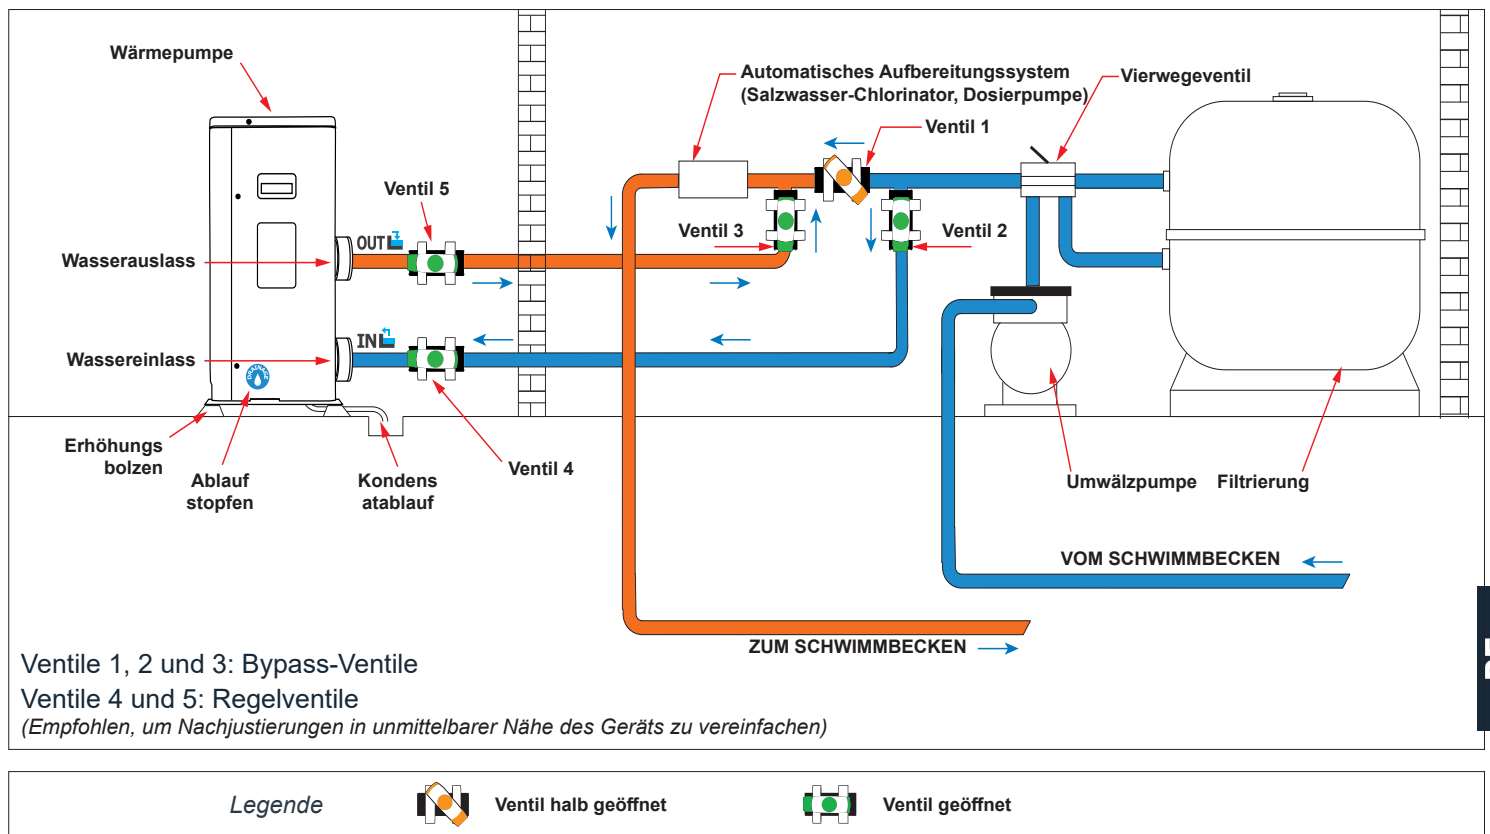 Wärmepumpe
Automatisches Aufbereitungssystem
(Salzwasser-Chlorinator, Dosierpumpe)
Vierwegeventil
Ventil 1
Ventil 5
Ventil 3
Ventil 2
OUT
Wasserauslass
IN
Wassereinlass
Erhöhungs
bolzen
Ablauf
stopfen
Kondens
atablauf
Ventil 4
Umwälzpumpe
Filtrierung
VOM SCHWIMMBECKEN
ZUM SCHWIMMBECKEN
Ventile 1, 2 und 3: Bypass-Ventile
Ventile 4 und 5: Regelventile
(Empfohlen, um Nachjustierungen in unmittelbarer Nähe des Geräts zu vereinfachen)
Legende
Ventil halb geöffnet
Ventil geöffnet